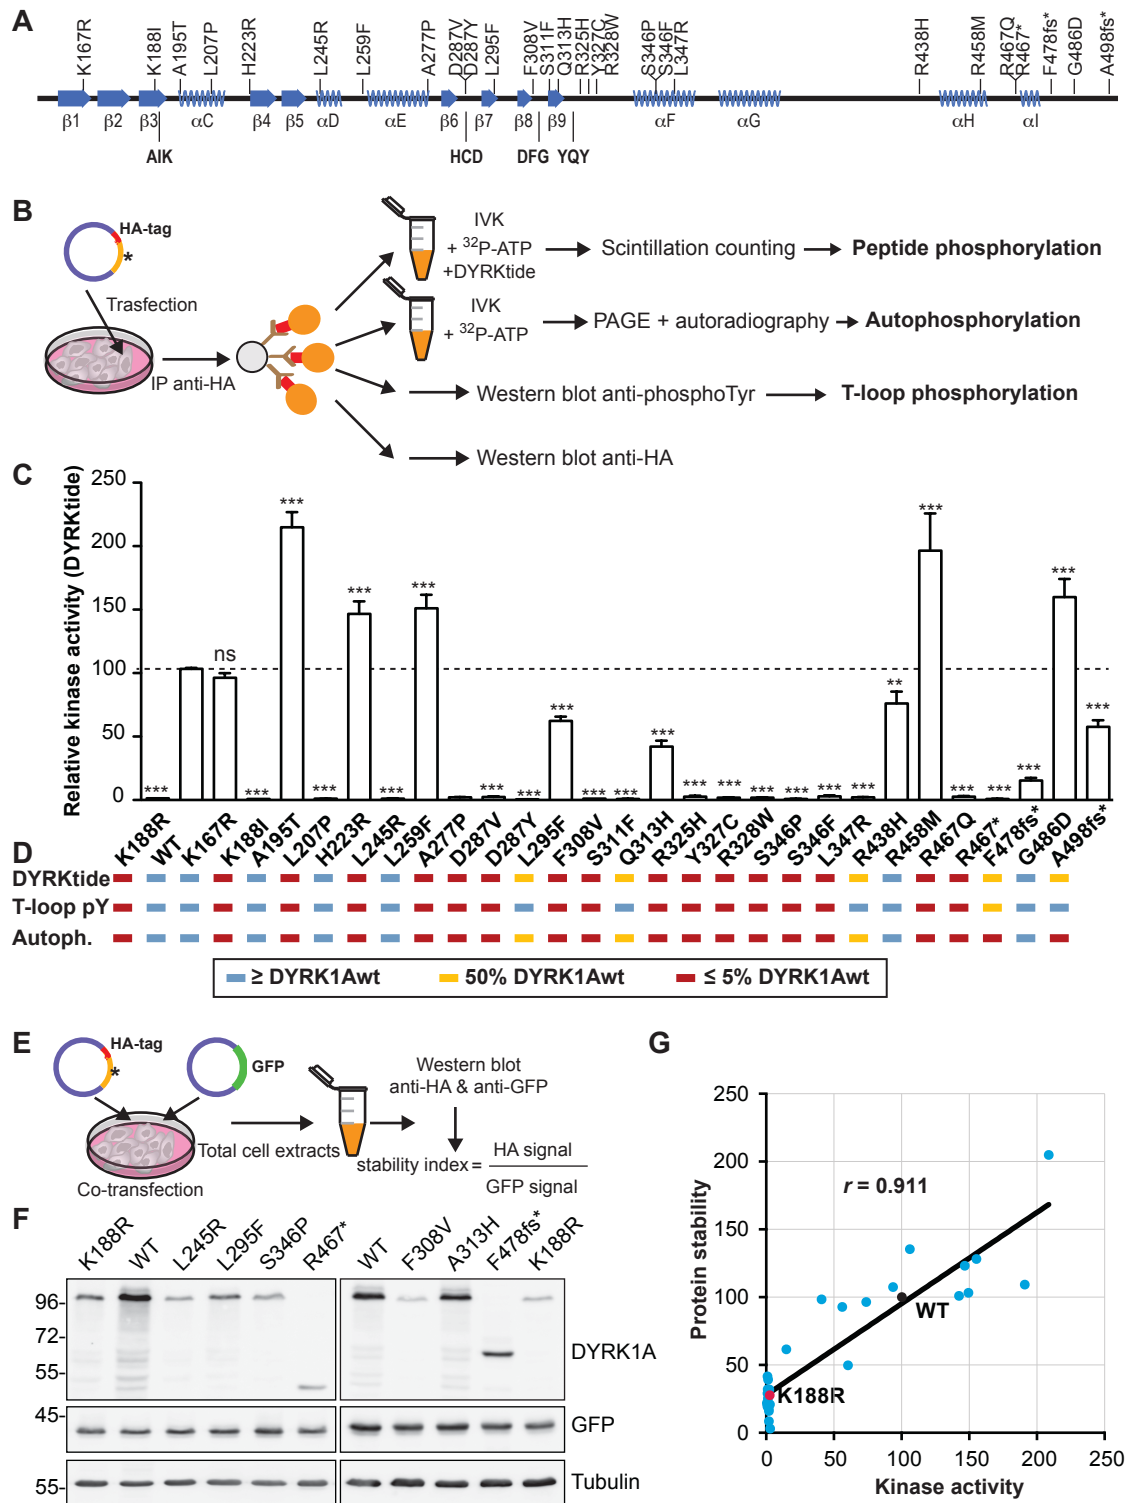 A
K167R
K188I
A195T
L207P
H223R
L245R
L259F
A277P
D287V
D287Y
L295F
F308V
S311F
Q313H
R325H
Y327C
R328W
S346P
S346F
L347R
R438H
R458M
R467Q
R467*
F478fs*
G486D
A498fs*
β1 β2 β3 αC β4 β5 αD αE β6 β7 β8 β9 αF αG αH αI
AIK HCD DFG YQY
B
HA-tag
*
Trasfection
IP anti-HA
IVK
+ ³²P-ATP
+DYRKtide
Scintillation counting
Peptide phosphorylation
IVK
+ ³²P-ATP
PAGE + autoradiography
Autophosphorylation
Western blot anti-phosphoTyr
T-loop phosphorylation
Western blot anti-HA
C
Relative kinase activity (DYRKtide)
250
200
150
100
50
0
*** ns *** *** *** *** *** *** *** *** *** *** *** *** *** *** *** *** *** *** *** ** *** *** *** *** *** ***
K188R
WT
K167R
K188I
A195T
L207P
H223R
L245R
L259F
A277P
D287V
D287Y
L295F
F308V
S311F
Q313H
R325H
Y327C
R328W
S346P
S346F
L347R
R438H
R458M
R467Q
R467*
F478fs*
G486D
A498fs*
D
DYRKtide
T-loop pY
Autoph.
≥ DYRK1Awt 50% DYRK1Awt ≤ 5% DYRK1Awt
E
HA-tag
*
GFP
Co-transfection
Total cell extracts
Western blot
anti-HA & anti-GFP
stability index = HA signal
GFP signal
F
K188R
WT
L245R
L295F
S346P
R467*
WT
F308V
A313H
F478fs*
K188R
96-
72-
55-
45-
55-
DYRK1A
GFP
Tubulin
G
Protein stability
250
200
150
100
50
0
r = 0.911
WT
K188R
0 50 100 150 200 250
Kinase activity